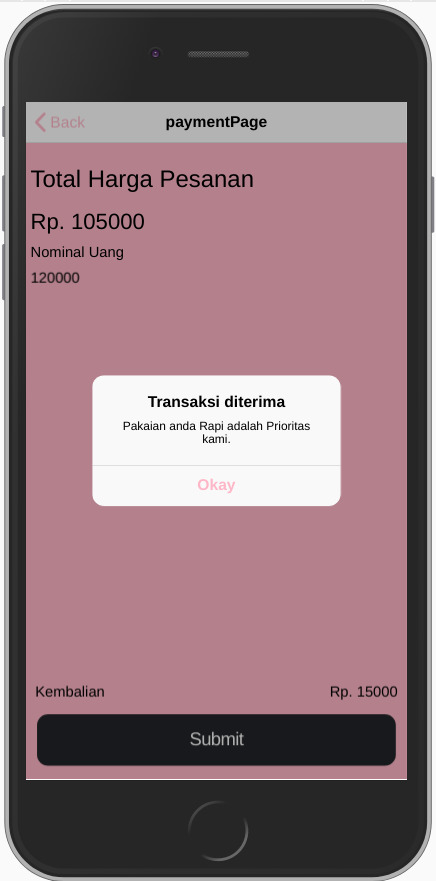 Back
paymentPage
Total Harga Pesanan
Rp. 105000
Nominal Uang
120000
Transaksi diterima
Pakaian anda Rapi adalah Prioritas
kami.
Okay
Kembalian Rp. 15000
Submit